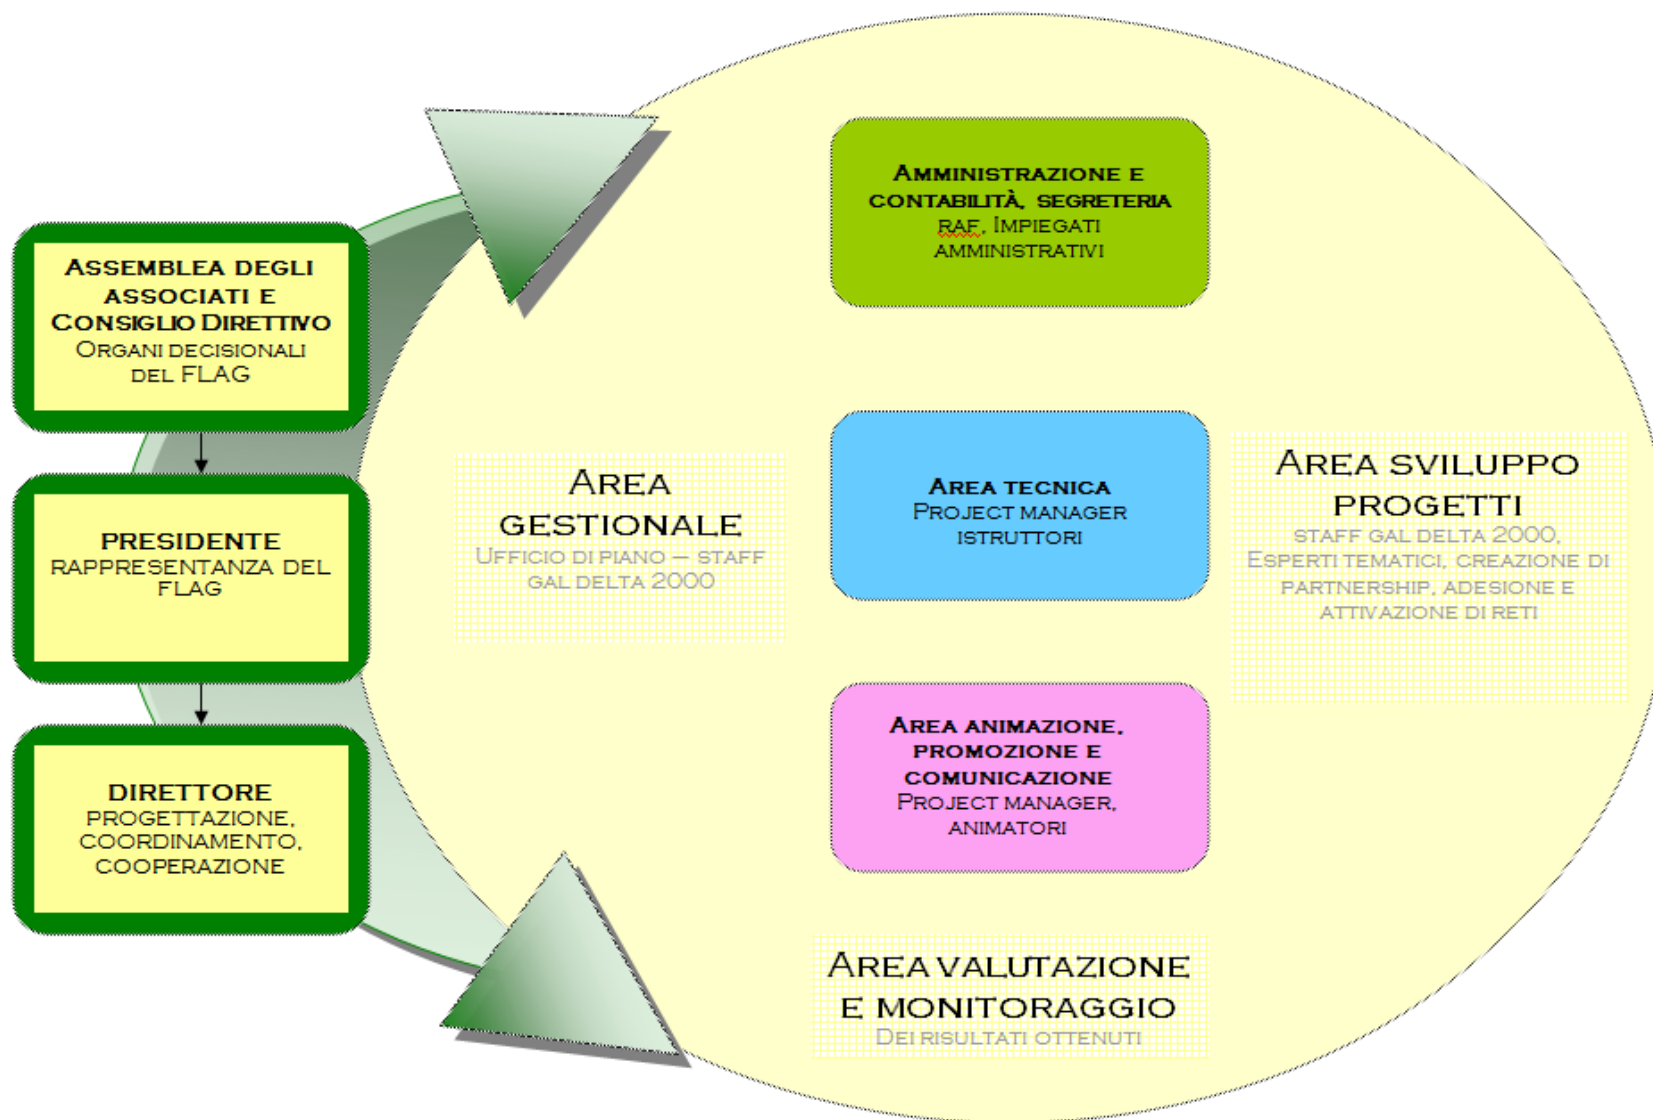 Assemblea degli
associati e
Consiglio Direttivo
Organi decisionali
del FLAG
PRESIDENTE
rappresentanza del
FLAG
DIRETTORE
progettazione,
coordinamento,
cooperazione
Area
gestionale
Ufficio di piano – staff
gal delta 2000
Amministrazione e
contabilità, segreteria
RAF, Impiegati
amministrativi
Area tecnica
Project manager
istruttori
Area animazione,
promozione e
comunicazione
Project manager,
animatori
Area sviluppo
progetti
staff gal delta 2000,
Esperti tematici, creazione di
partnership, adesione e
attivazione di reti
Area valutazione
e monitoraggio
Dei risultati ottenuti